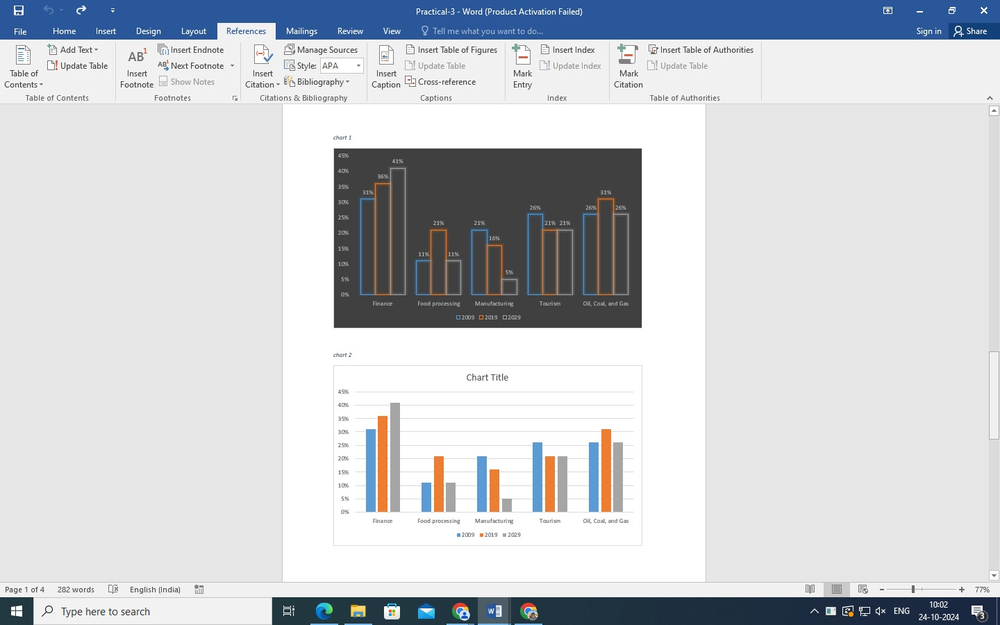 Practical-3 - Word (Product Activation Failed)
File Home Insert Design Layout References Mailings Review View Tell me what you want to do... Sign in Share
Table of Contents
Add Text
Update Table
Table of Contents
AB1
Insert Footnote
Insert Endnote
Next Footnote
Show Notes
Footnotes
Insert Citation
Manage Sources
Style: APA
Bibliography
Citations & Bibliography
Insert Caption
Insert Table of Figures
Update Table
Cross-reference
Captions
Mark Entry
Insert Index
Update Index
Index
Mark Citation
Insert Table of Authorities
Update Table
Table of Authorities
chart 1
45%
40%
35%
30%
25%
20%
15%
10%
5%
0%
31% 36% 41%
11% 21% 11%
21% 16% 5%
26% 21% 21%
26% 31% 26%
Finance Food processing Manufacturing Tourism Oil, Coal, and Gas
2009 2019 2029
chart 2
Chart Title
45%
40%
35%
30%
25%
20%
15%
10%
5%
0%
Finance Food processing Manufacturing Tourism Oil, Coal, and Gas
2009 2019 2029
Page 1 of 4 282 words English (India) 77%
Type here to search
ENG
10:02
24-10-2024
3